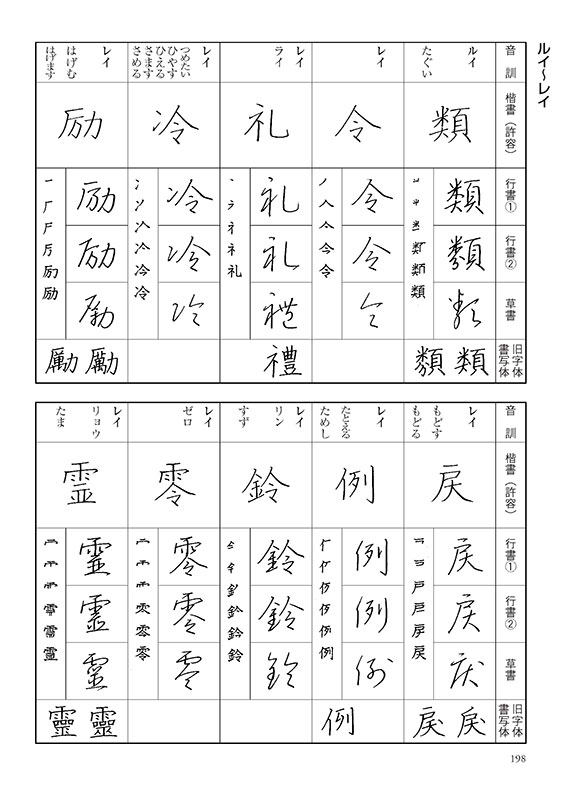 ルイ〜レイ
音 訓
楷書(許容)
行書①
行書②
草書
旧字体
書写体
ルイ
たぐい
類
類
類
類
類 類
レイ
令
令
令
令
レイ
ライ
礼
礼
礼
禮
禮
レイ
つめたい
ひやす
ひえる
さます
さめる
冷
冷
冷
冷
レイ
はげむ
はげます
励
励
励
励
勵 勵
音 訓
楷書(許容)
行書①
行書②
草書
旧字体
書写体
レイ
もどす
もどる
戻
戻
戻
戻
戾 戻
レイ
たとえる
ためし
例
例
例
例
例
レイ
リン
すず
鈴
鈴
鈴
鈴
レイ
ゼロ
零
零
零
零
レイ
リョウ
たま
霊
霊
霊
霊
靈 靈
198